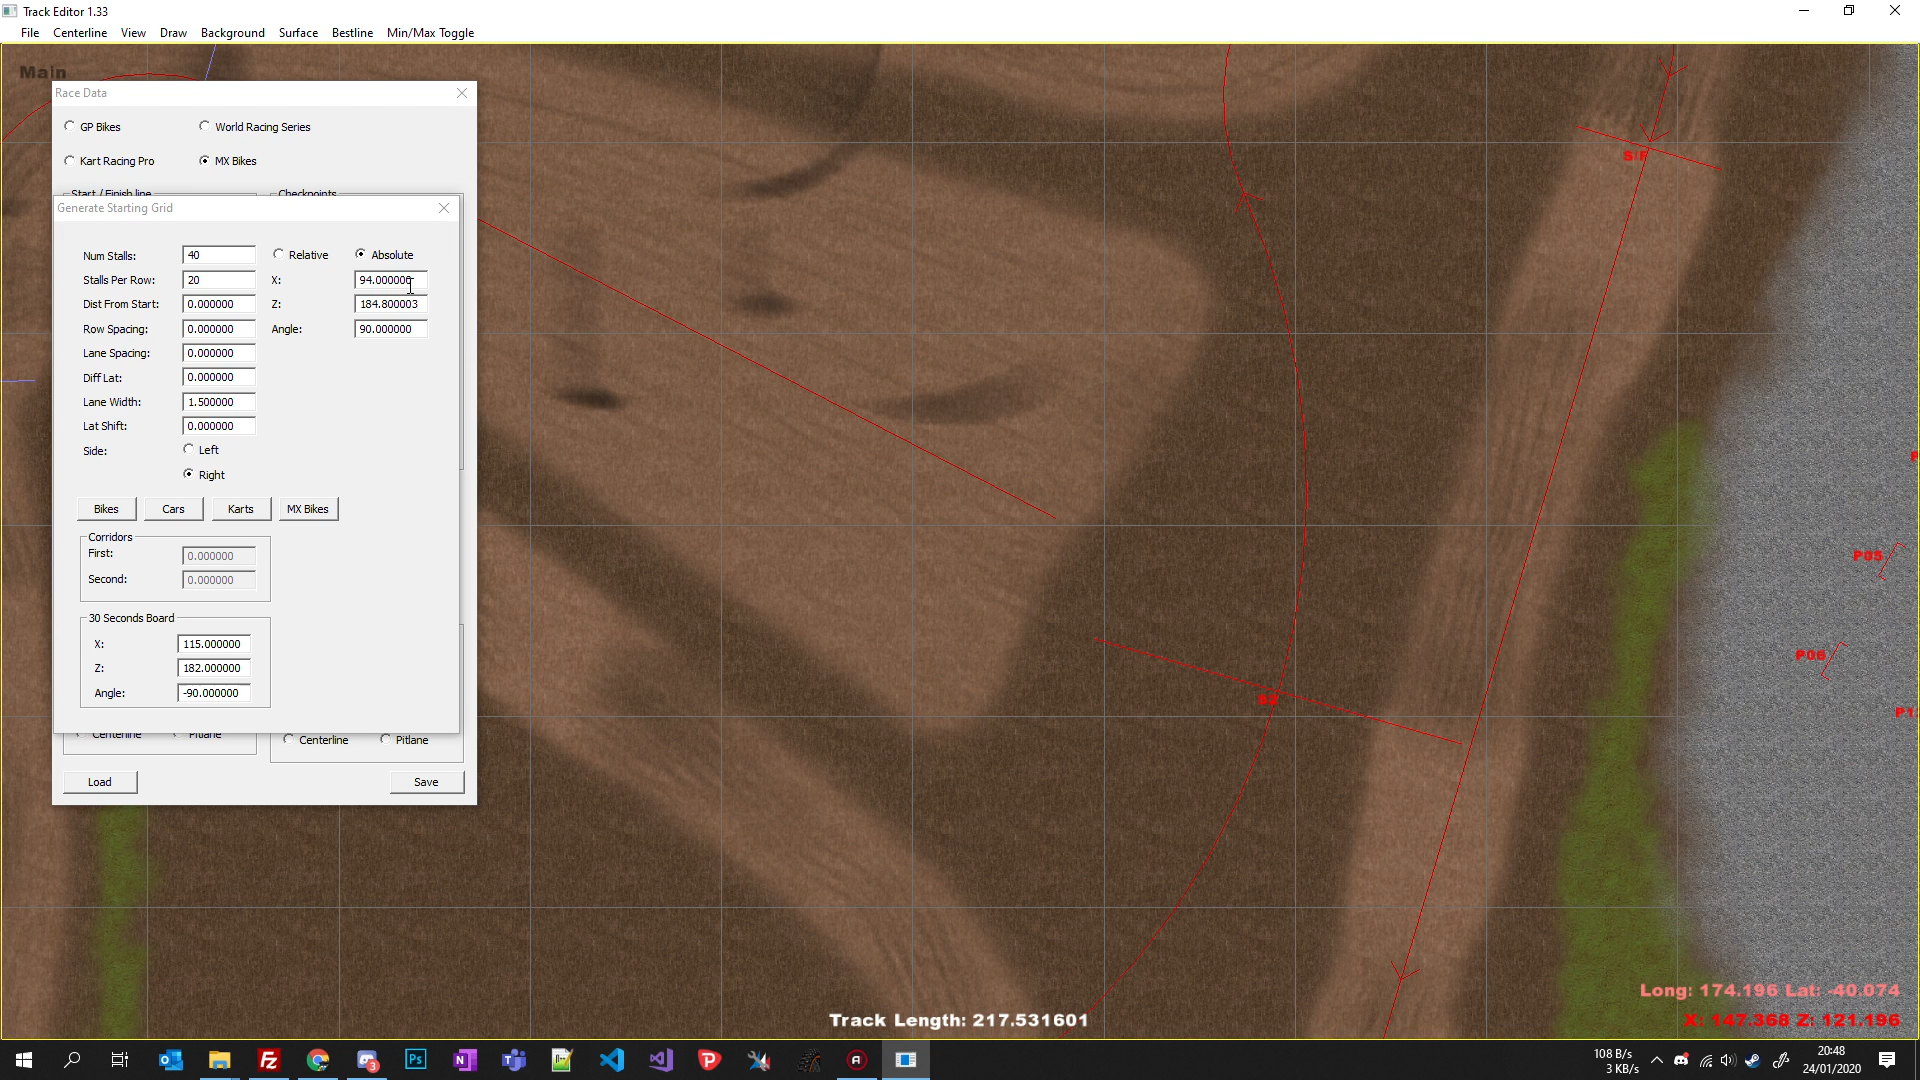 Track Editor 1.33
File Centerline View Draw Background Surface Bestline Min/Max Toggle
Main
Race Data
GP Bikes World Racing Series
Kart Racing Pro MX Bikes
Start / Finish line Checkpoints
Generate Starting Grid
Num Stalls: 40 Relative Absolute
Stalls Per Row: 20 X: 94.000000
Dist From Start: 0.000000 Z: 184.800003
Row Spacing: 0.000000 Angle: 90.000000
Lane Spacing: 0.000000
Diff Lat: 0.000000
Lane Width: 1.500000
Lat Shift: 0.000000
Side: Left
Right
Bikes Cars Karts MX Bikes
Corridors
First: 0.000000
Second: 0.000000
30 Seconds Board
X: 115.000000
Z: 182.000000
Angle: -90.000000
Centerline Pitlane Centerline Pitlane
Load Save
S/F
S2
P05
P06
Long: 174.196 Lat: -40.074
X: 147.368 Z: 121.196
Track Length: 217.531601
108 B/s
3 KB/s
20:48
24/01/2020